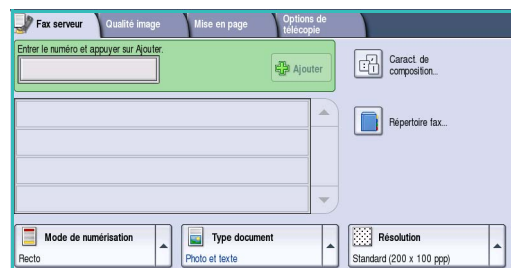 Fax serveur
Qualité image
Mise en page
Options de
télécopie
Entrer le numéro et appuyer sur Ajouter.
Ajouter
Caract. de
composition...
Répertoire fax...
Mode de numérisation
Recto
Type document
Photo et texte
Résolution
Standard (200 x 100 ppp)